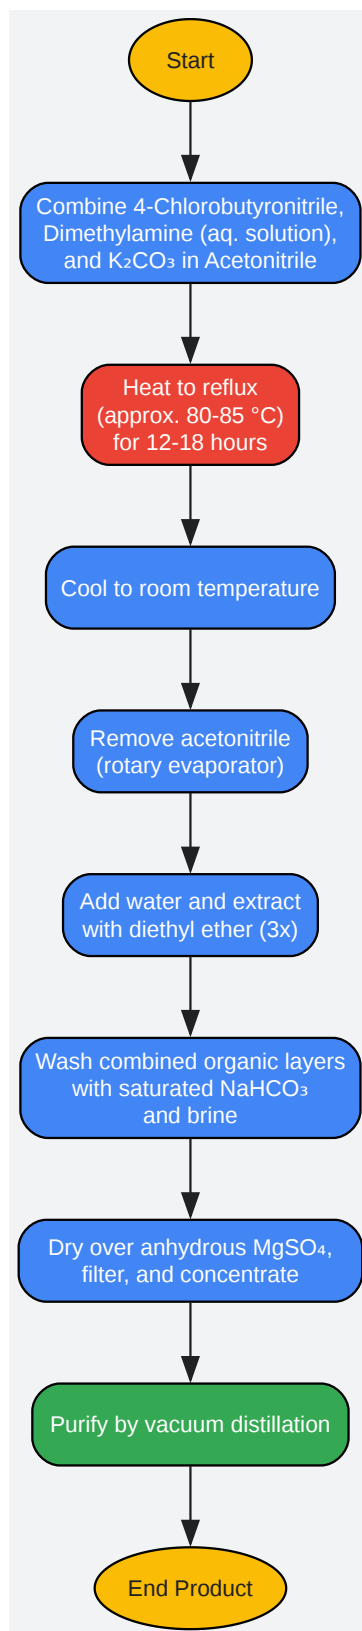 Start
Combine 4-Chlorobutyronitrile,
Dimethylamine (aq. solution),
and K₂CO₃ in Acetonitrile
Heat to reflux
(approx. 80-85 °C)
for 12-18 hours
Cool to room temperature
Remove acetonitrile
(rotary evaporator)
Add water and extract
with diethyl ether (3x)
Wash combined organic layers
with saturated NaHCO₃
and brine
Dry over anhydrous MgSO₄,
filter, and concentrate
Purify by vacuum distillation
End Product